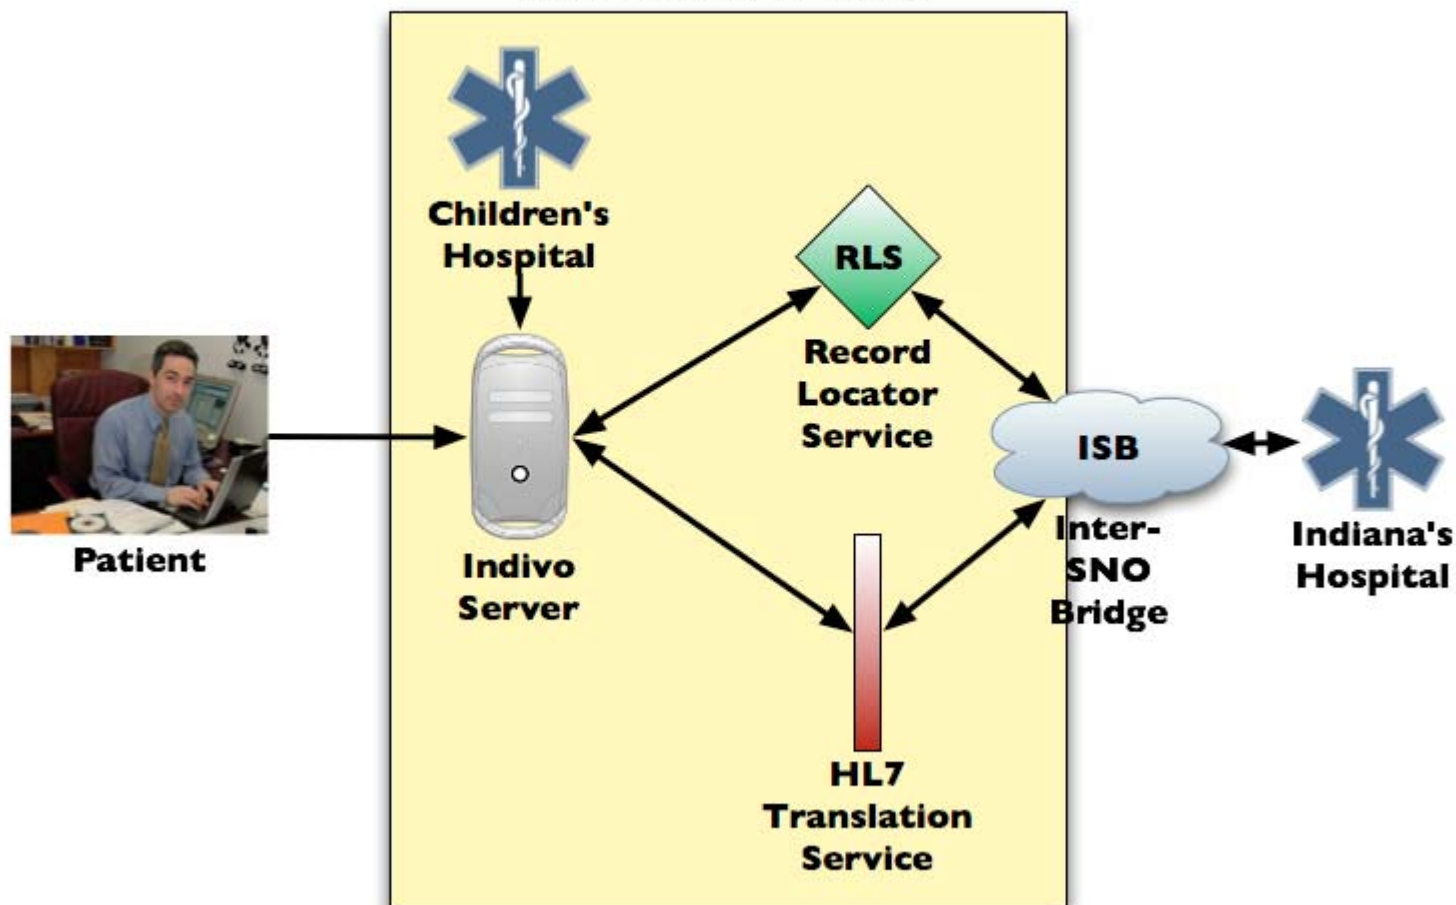 Children's
Hospital
RLS
Record
Locator
Service
ISB
Inter-
SNO
Bridge
Indiana's
Hospital
Patient
Indivo
Server
HL7
Translation
Service